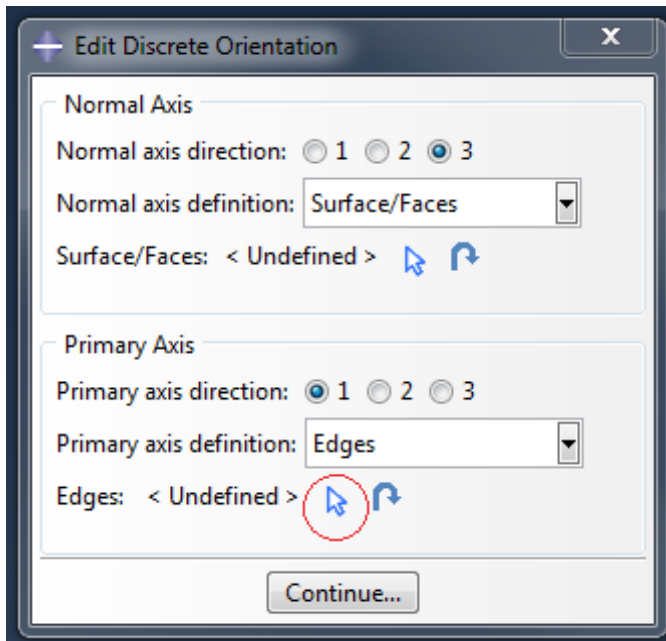 Edit Discrete Orientation
Normal Axis
Normal axis direction: 1 2 3
Normal axis definition: Surface/Faces
Surface/Faces: < Undefined >
Primary Axis
Primary axis direction: 1 2 3
Primary axis definition: Edges
Edges: < Undefined >
Continue...